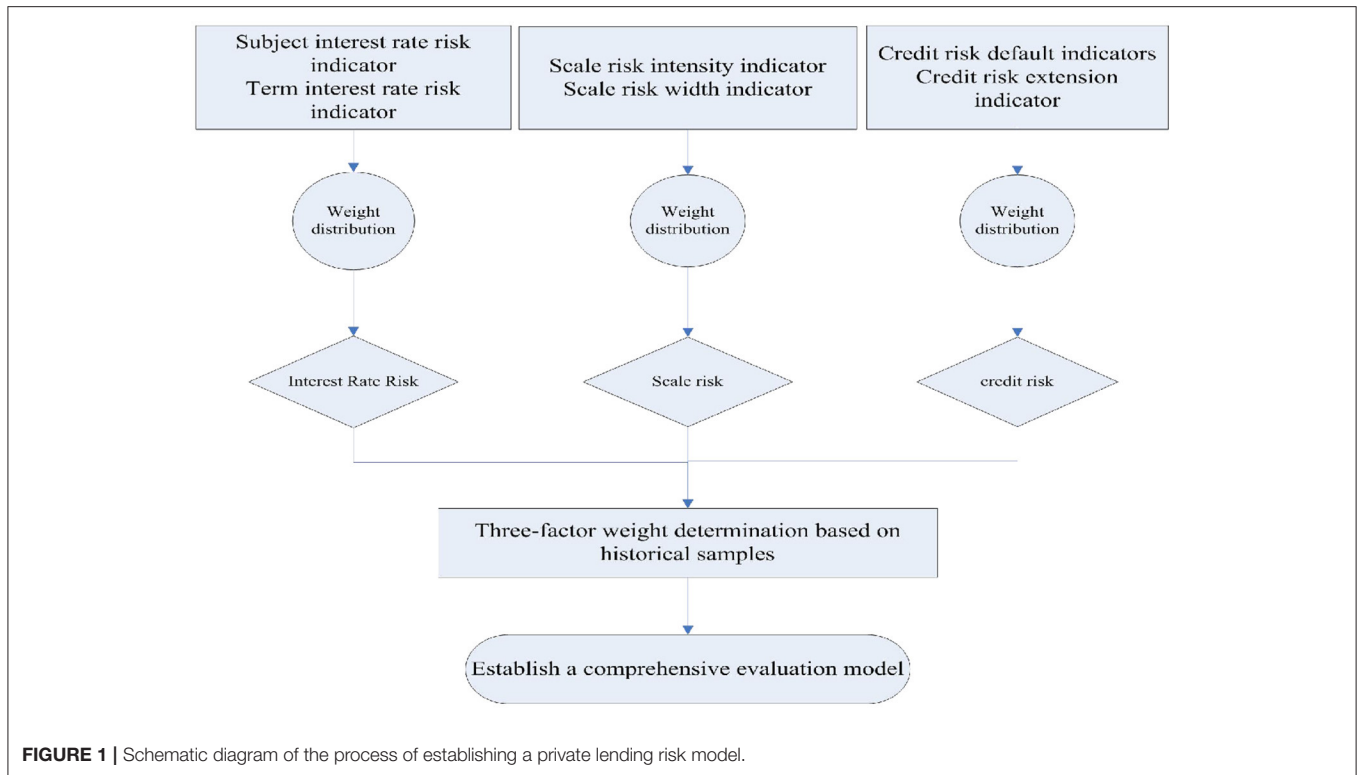 Subject interest rate risk
indicator
Term interest rate risk
indicator
Scale risk intensity indicator
Scale risk width indicator
Credit risk default indicators
Credit risk extension
indicator
Weight
distribution
Weight
distribution
Weight
distribution
Interest Rate Risk
Scale risk
credit risk
Three-factor weight determination based on
historical samples
Establish a comprehensive evaluation model
FIGURE 1 | Schematic diagram of the process of establishing a private lending risk model.